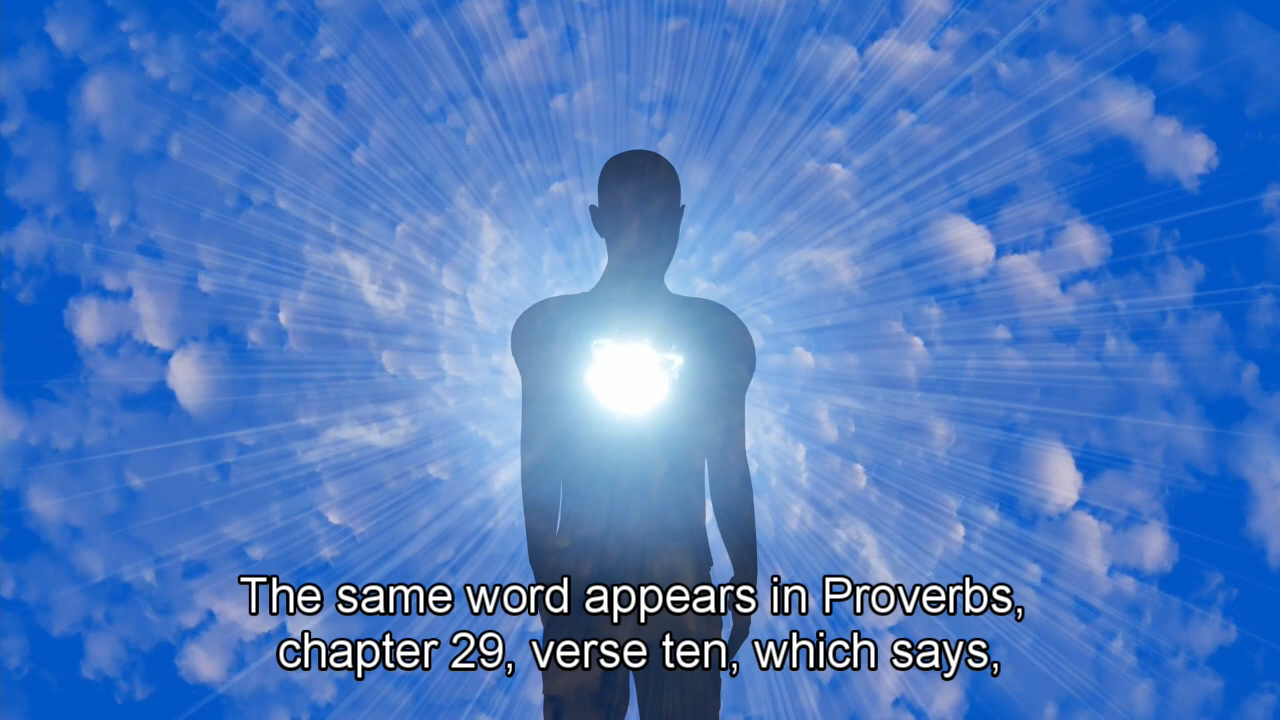 The same word appears in Proverbs,
chapter 29, verse ten, which says,